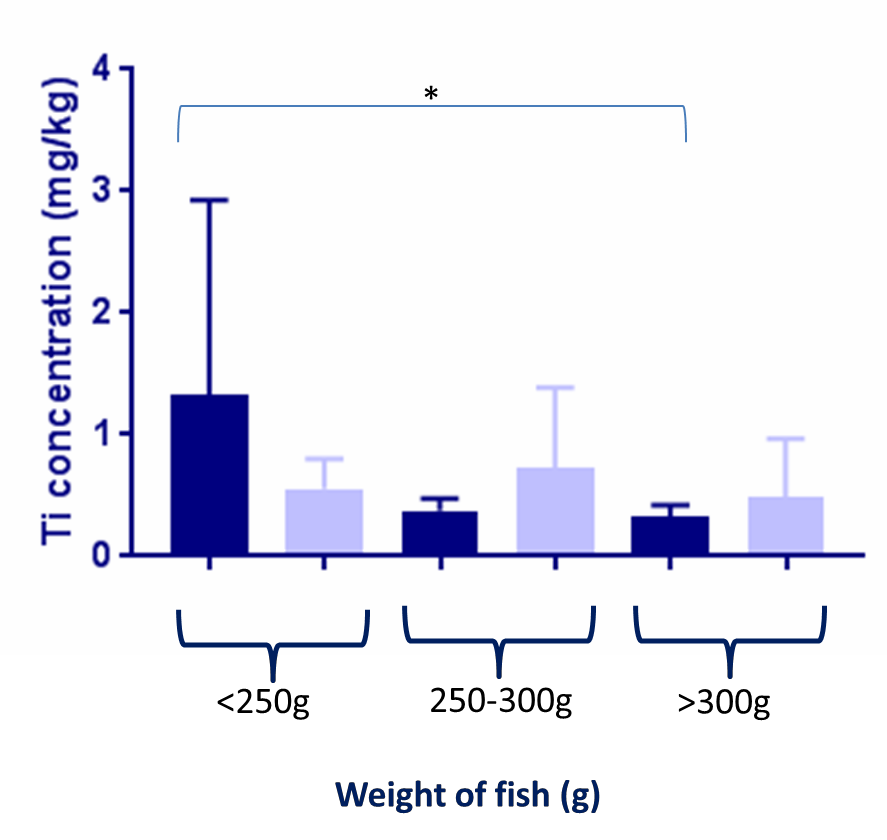 Ti concentration (mg/kg)
4
3
2
1
0
*
<250g
250-300g
>300g
Weight of fish (g)